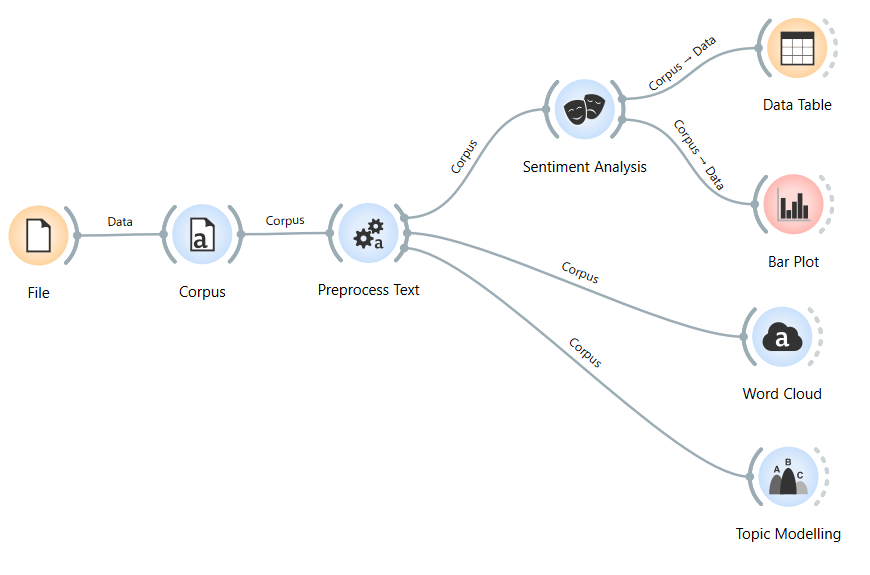 File
Data
Corpus
Corpus
Preprocess Text
Corpus
Sentiment Analysis
Corpus → Data
Data Table
Corpus → Data
Bar Plot
Corpus
a
Word Cloud
Corpus
A
B
C
Topic Modelling
a
a